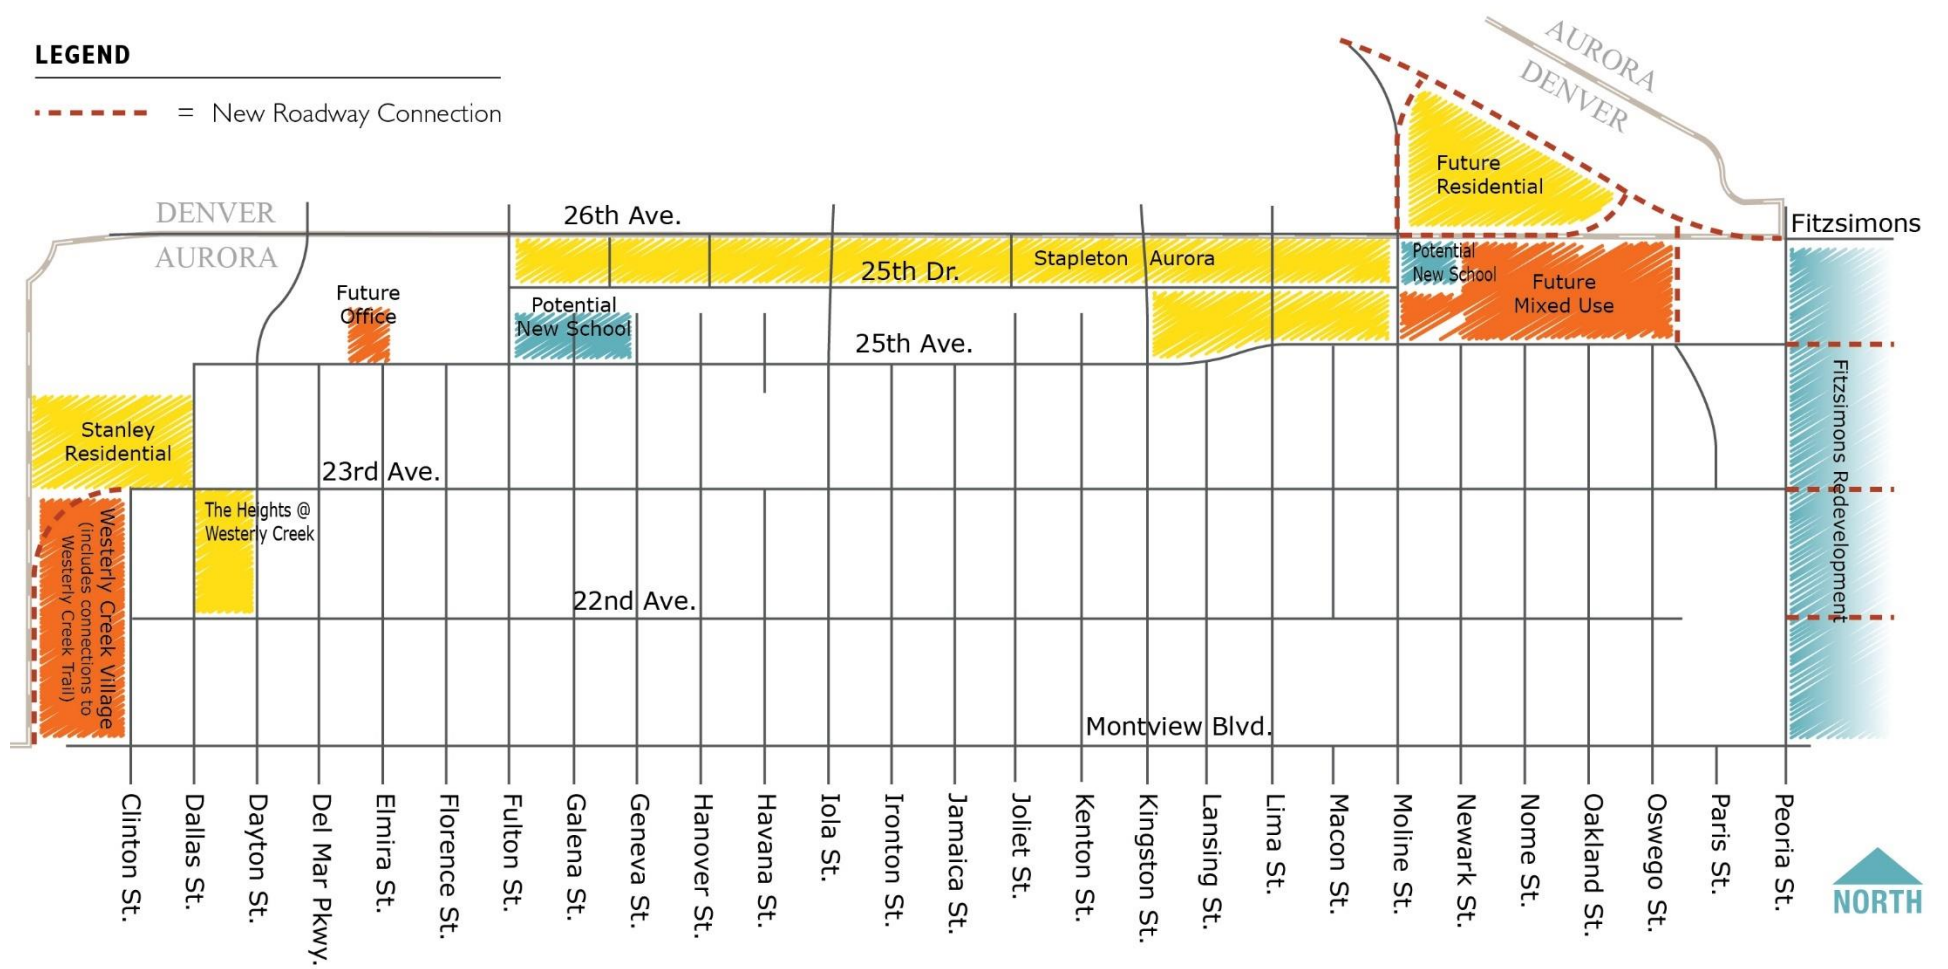 LEGEND
= New Roadway Connection
AURORA
DENVER
Future
Residential
DENVER
AURORA
26th Ave.
Fitzsimons
Stapleton Aurora
25th Dr.
Potential
New School
Future
Mixed Use
Future
Office
Potential
New School
25th Ave.
Stanley
Residential
23rd Ave.
The Heights @
Westerly Creek
Westerly Creek Village
(includes connections to
Westerly Creek Trail)
22nd Ave.
Fitzsimons Redevelopment
Montview Blvd.
Clinton St.
Dallas St.
Dayton St.
Del Mar Pkwy.
Elmira St.
Florence St.
Fulton St.
Galena St.
Geneva St.
Hanover St.
Havana St.
Iola St.
Ironton St.
Jamaica St.
Joliet St.
Kenton St.
Kingston St.
Lansing St.
Lima St.
Macon St.
Moline St.
Newark St.
Nome St.
Oakland St.
Oswego St.
Paris St.
Peoria St.
NORTH